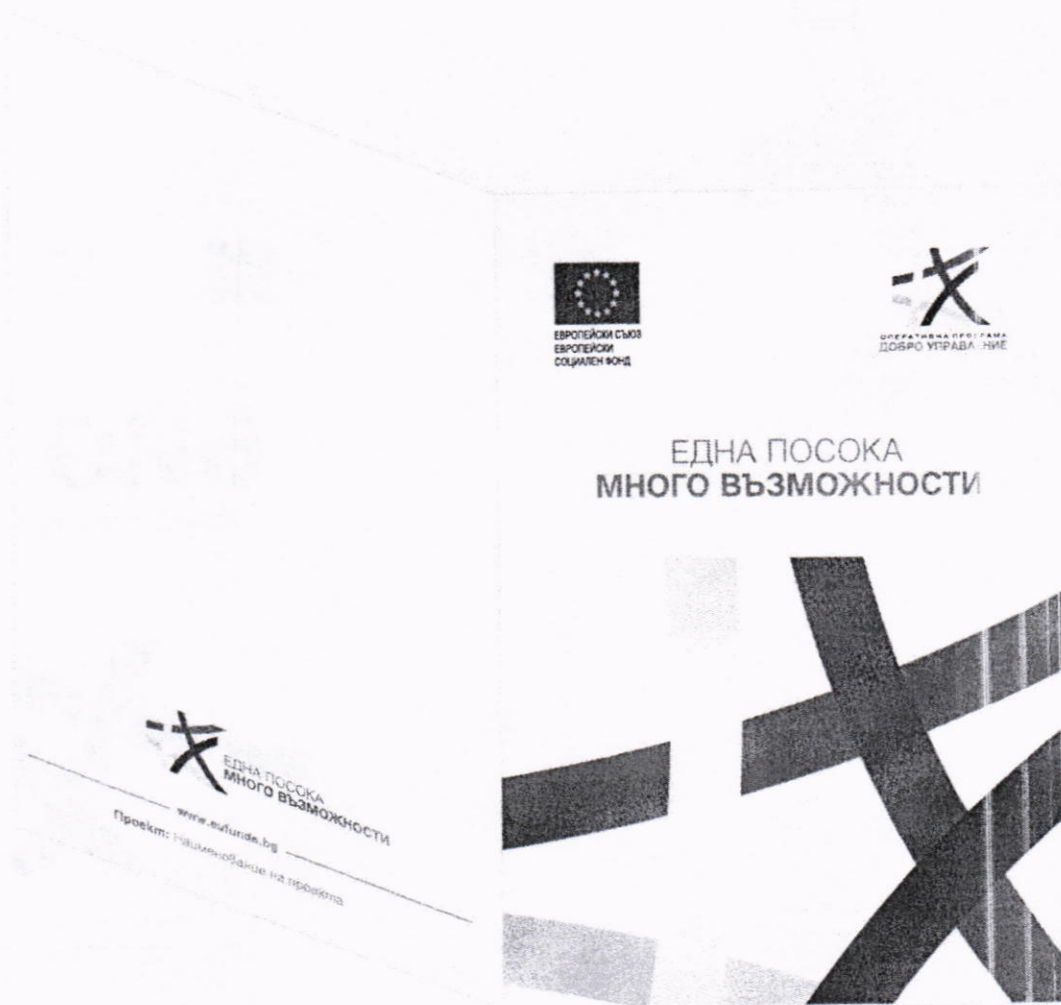 ЕВРОПЕЙСКИ СЪЮЗ
ЕВРОПЕЙСКИ
СОЦИАЛЕН ФОНД
ОПЕРАТИВНА ПРОГРАМА
ДОБРО УПРАВЛЕНИЕ
ЕДНА ПОСОКА
МНОГО ВЪЗМОЖНОСТИ
ЕДНА ПОСОКА
МНОГО ВЪЗМОЖНОСТИ
www.eufunds.bg
Проект: Наименование на проекта